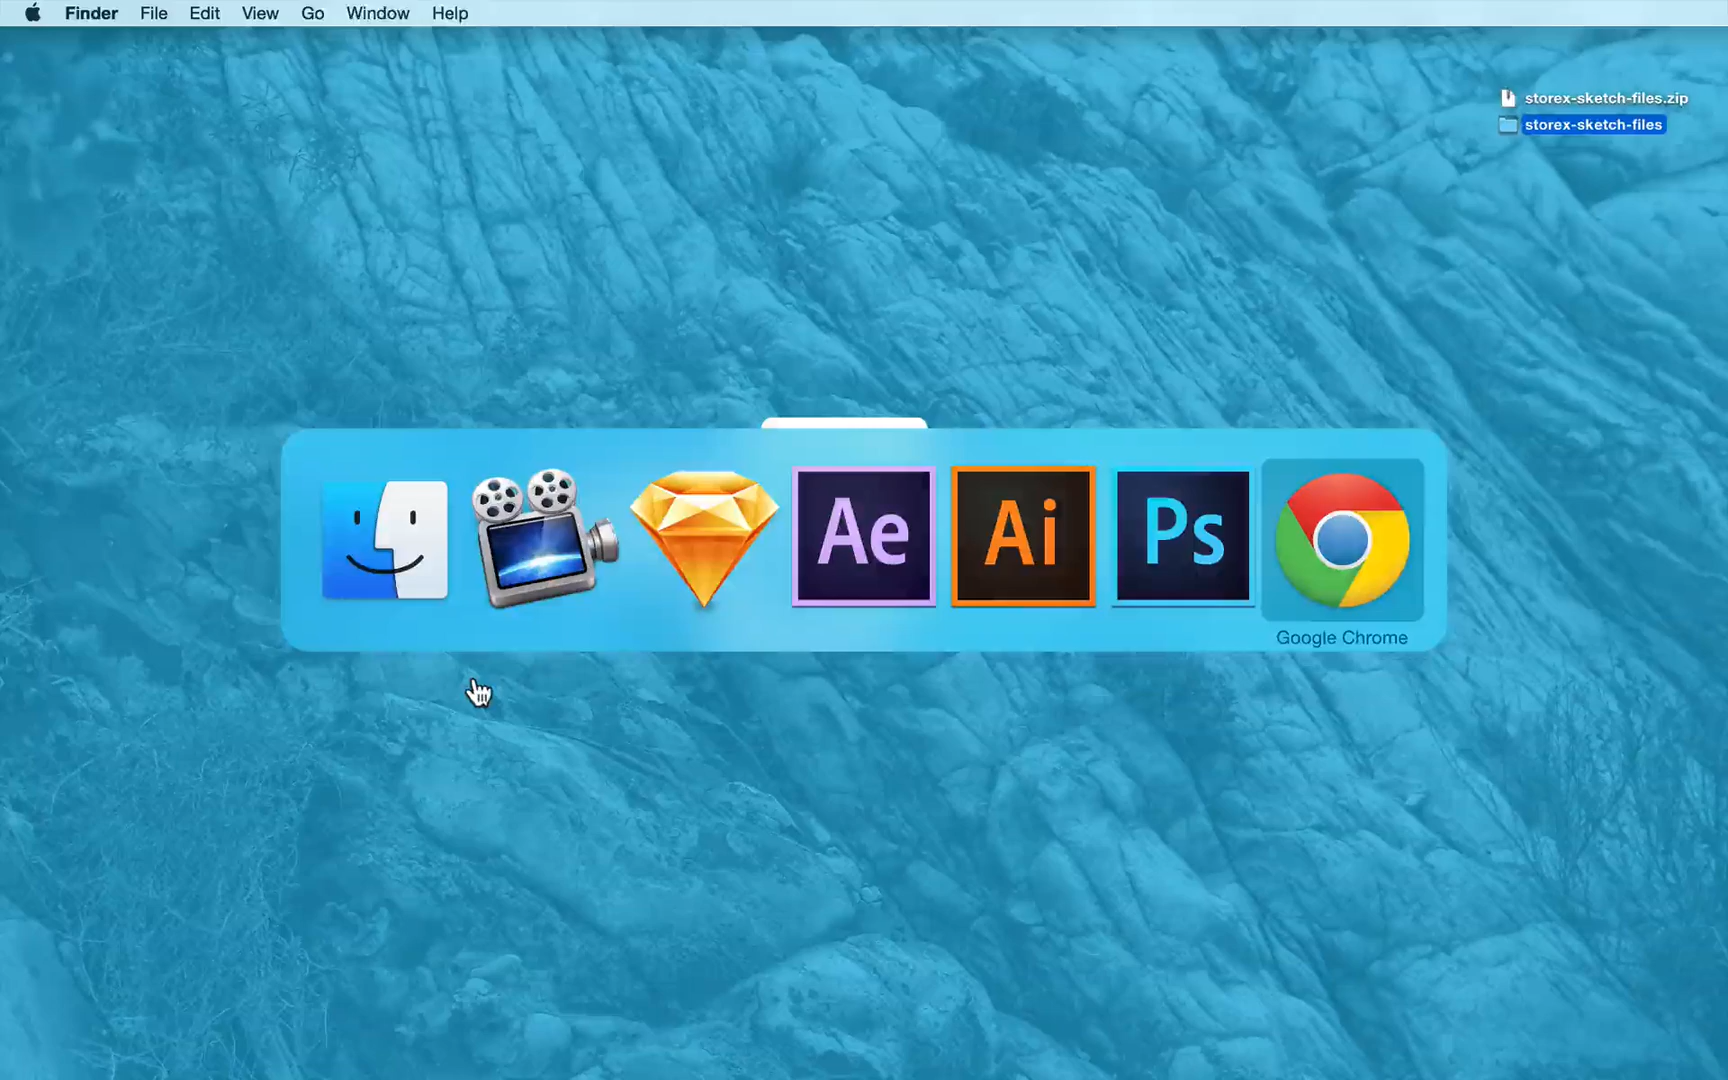 Finder File Edit View Go Window Help
storex-sketch-files.zip
storex-sketch-files
Ae Ai Ps
Google Chrome